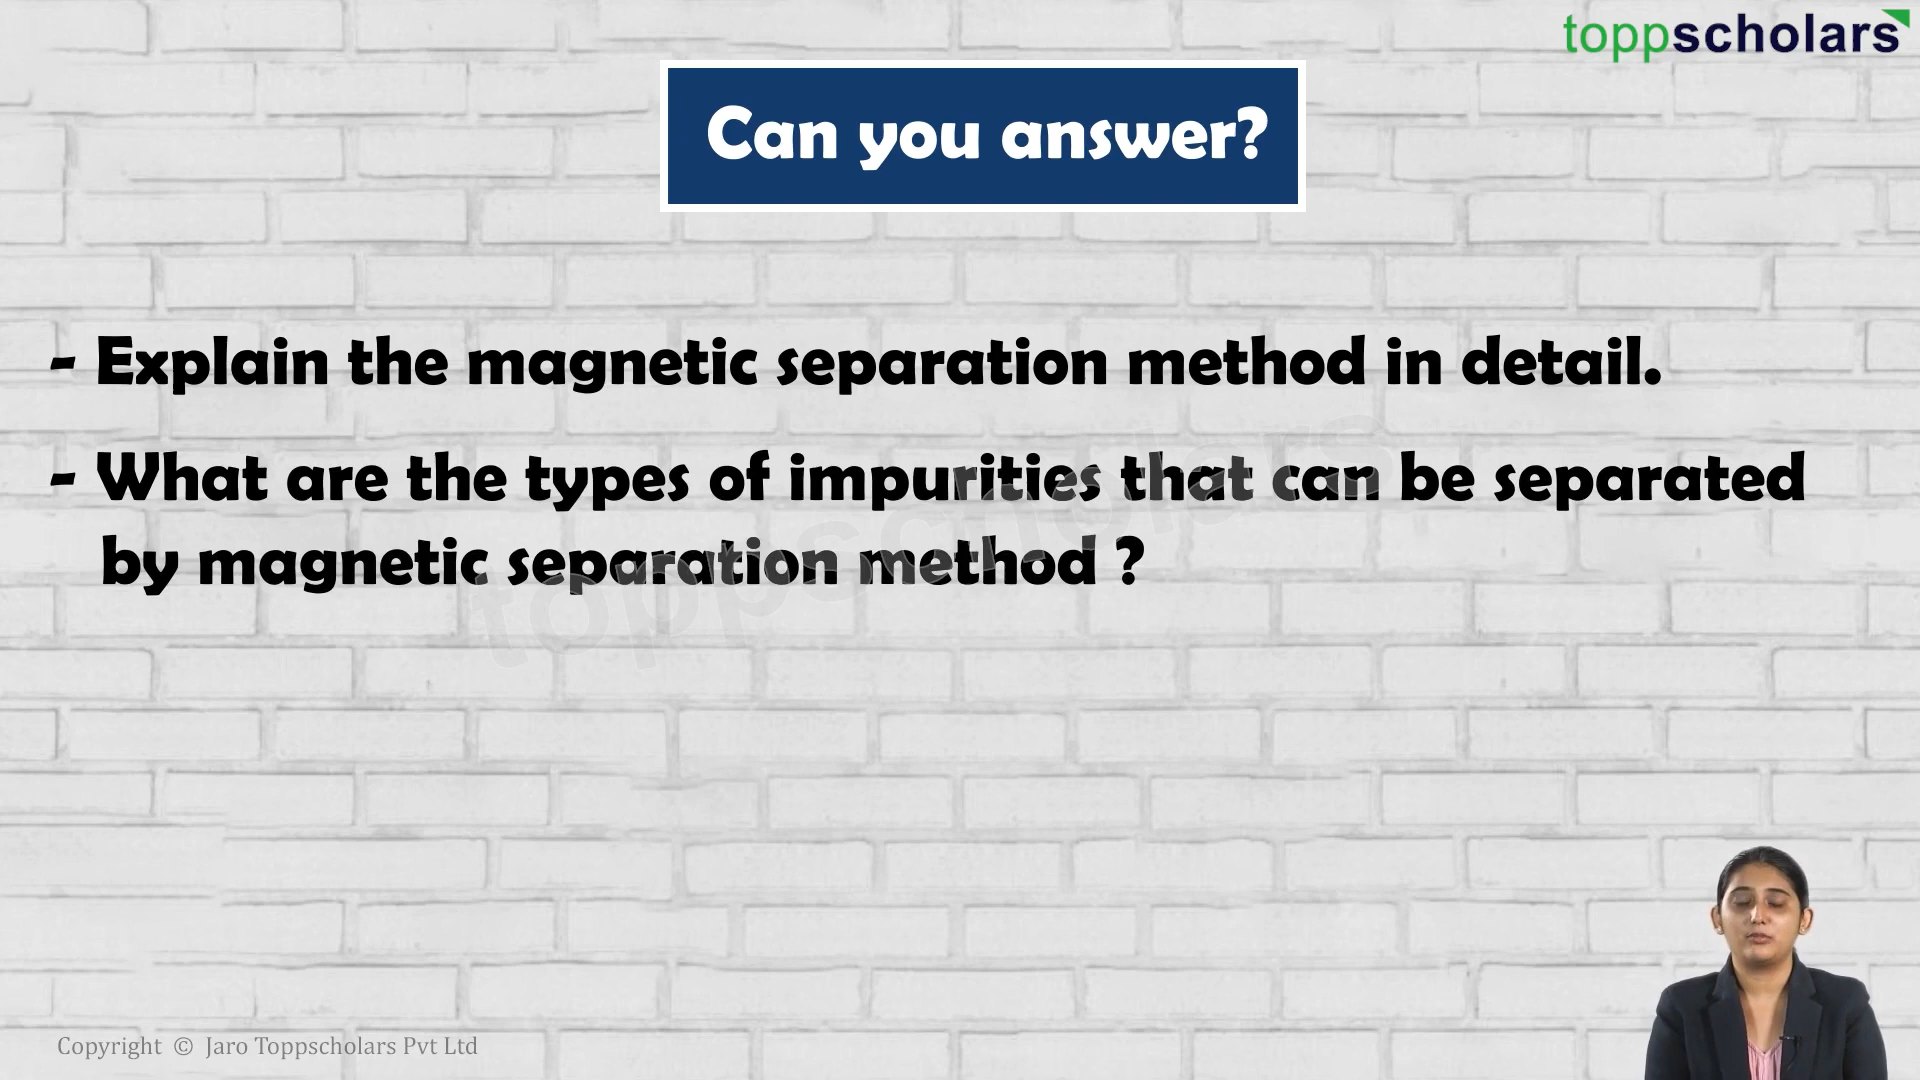 toppscholars
Can you answer?
- Explain the magnetic separation method in detail.
- What are the types of impurities that can be separated
by magnetic separation method ?
toppscholars
Copyright © Jaro Toppscholars Pvt Ltd